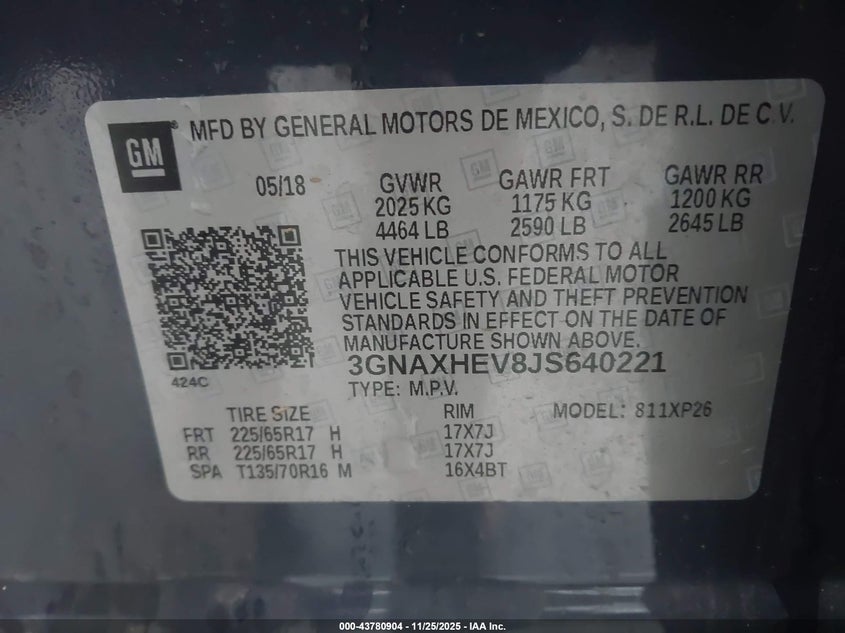 GM
® MFD BY GENERAL MOTORS DE MEXICO, S. DE R.L. DE C.V.
05/18 GVWR GAWR FRT GAWR RR
2025 KG 1175 KG 1200 KG
4464 LB 2590 LB 2645 LB
THIS VEHICLE CONFORMS TO ALL
APPLICABLE U.S. FEDERAL MOTOR
VEHICLE SAFETY AND THEFT PREVENTION
STANDARDS IN EFFECT ON THE DATE OF
MANUFACTURE SHOWN ABOVE.
3GNAXHEV8JS640221
424C
TYPE: M.P.V.
TIRE SIZE RIM MODEL: 811XP26
FRT 225/65R17 H 17X7J
RR 225/65R17 H 17X7J
SPA T135/70R16 M 16X4BT
000-43780904 - 11/25/2025 - IAA Inc.